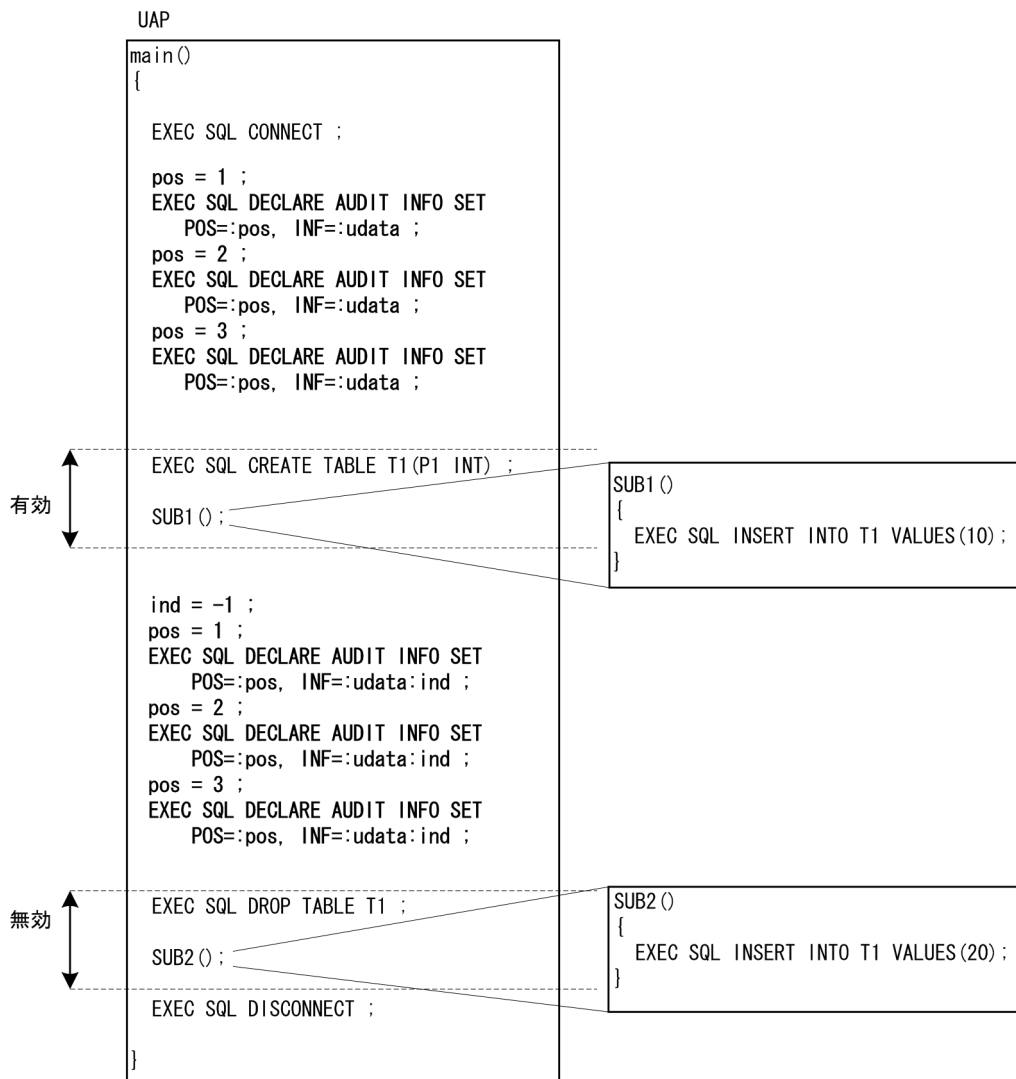 UAP
main()
{
EXEC SQL CONNECT ;
pos = 1 ;
EXEC SQL DECLARE AUDIT INFO SET
POS=:pos, INF=:udata ;
pos = 2 ;
EXEC SQL DECLARE AUDIT INFO SET
POS=:pos, INF=:udata ;
pos = 3 ;
EXEC SQL DECLARE AUDIT INFO SET
POS=:pos, INF=:udata ;
有効
EXEC SQL CREATE TABLE T1(P1 INT) ;
SUB1();
SUB1()
{
EXEC SQL INSERT INTO T1 VALUES(10);
}
ind = -1 ;
pos = 1 ;
EXEC SQL DECLARE AUDIT INFO SET
POS=:pos, INF=:udata:ind ;
pos = 2 ;
EXEC SQL DECLARE AUDIT INFO SET
POS=:pos, INF=:udata:ind ;
pos = 3 ;
EXEC SQL DECLARE AUDIT INFO SET
POS=:pos, INF=:udata:ind ;
無効
EXEC SQL DROP TABLE T1 ;
SUB2();
SUB2()
{
EXEC SQL INSERT INTO T1 VALUES(20);
}
EXEC SQL DISCONNECT ;
}